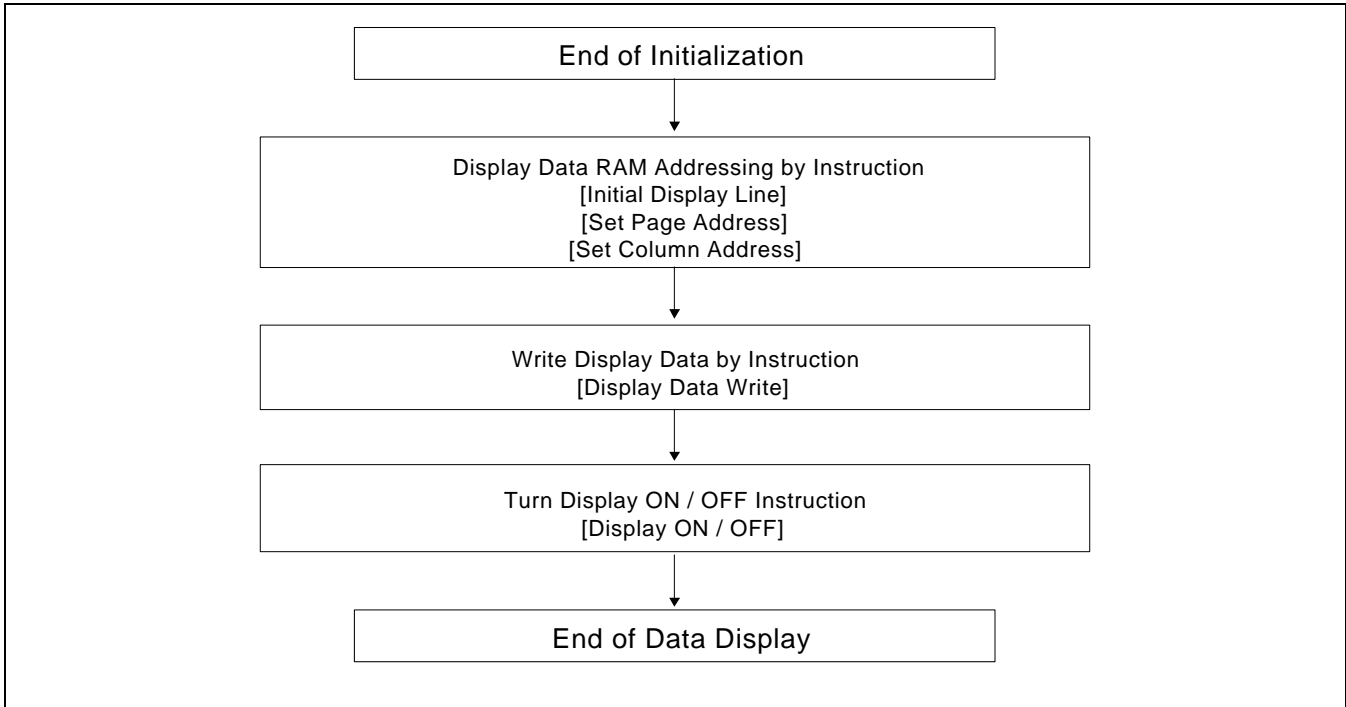 End of Initialization
Display Data RAM Addressing by Instruction
[Initial Display Line]
[Set Page Address]
[Set Column Address]
Write Display Data by Instruction
[Display Data Write]
Turn Display ON / OFF Instruction
[Display ON / OFF]
End of Data Display